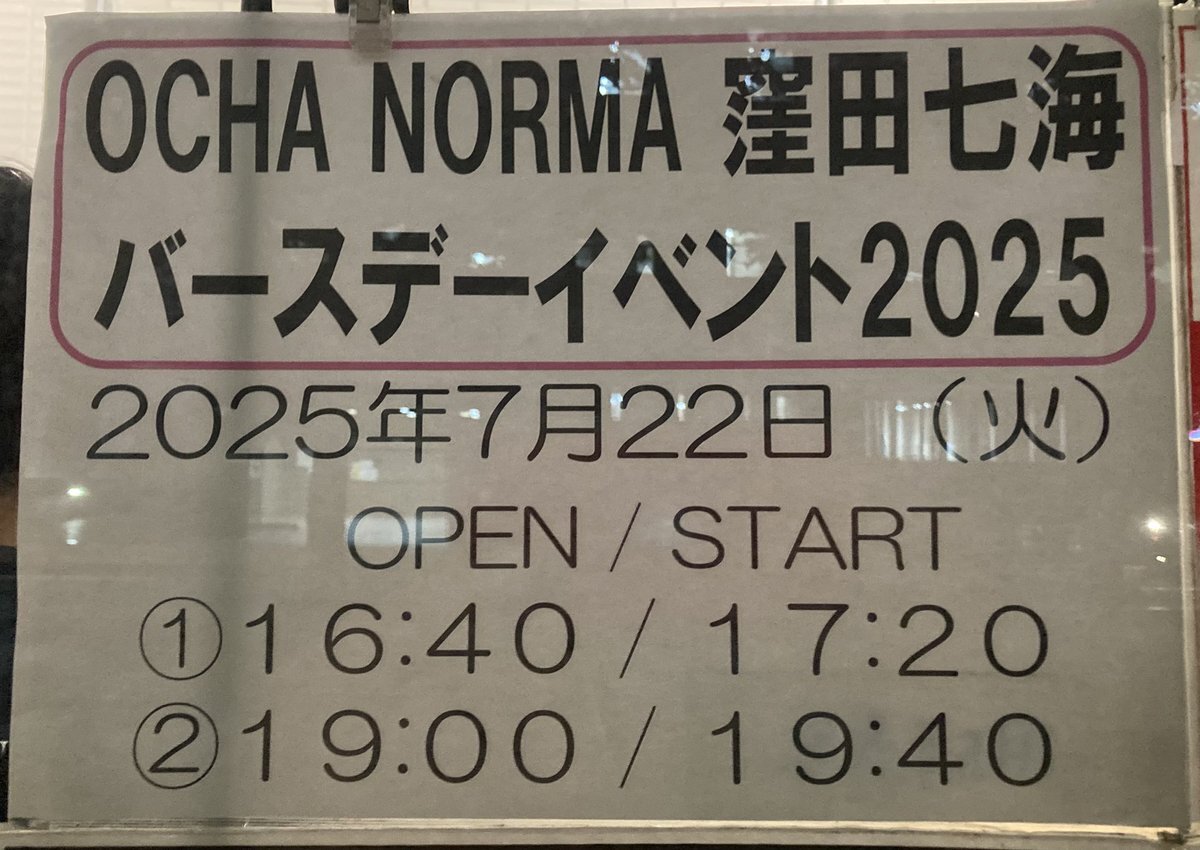 OCHA NORMA 窪田七海
バースデーイベント2025
2025年7月22日 （火）
OPEN / START
①16:40 / 17:20
②19:00 / 19:40